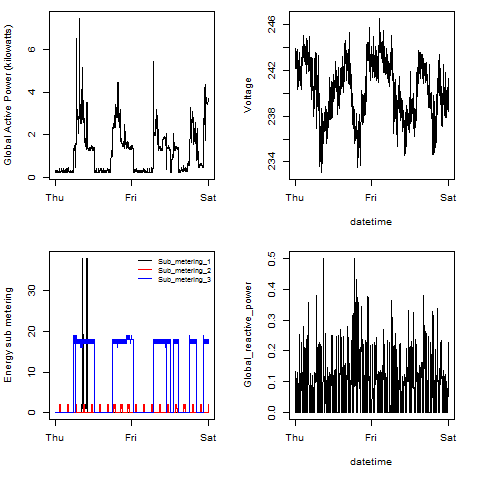 Global Active Power (kilowatts)
0 2 4 6
Thu Fri Sat
Voltage
234 238 242 246
Thu Fri Sat
datetime
Energy sub metering
0 10 20 30
Sub_metering_1
Sub_metering_2
Sub_metering_3
Thu Fri Sat
Global_reactive_power
0.0 0.1 0.2 0.3 0.4 0.5
Thu Fri Sat
datetime